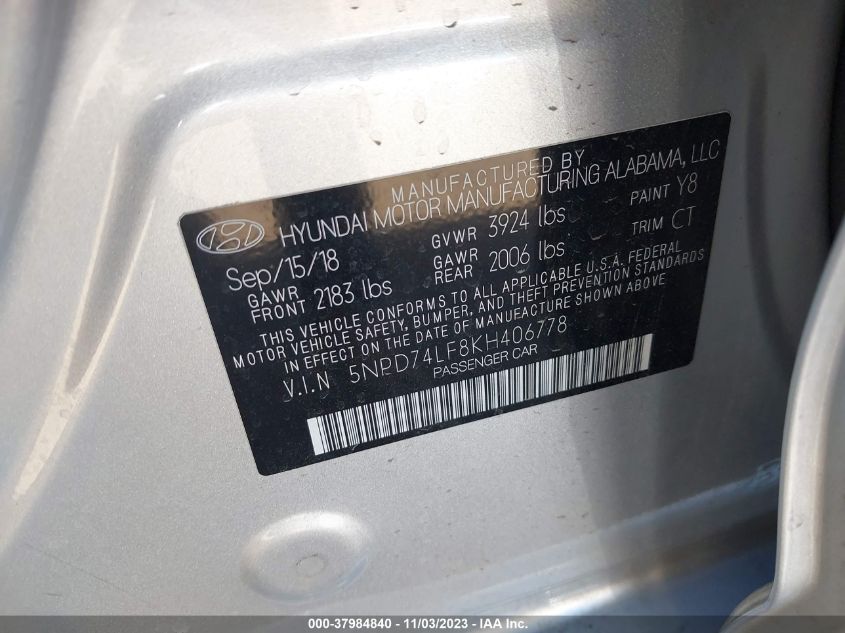 MANUFACTURED BY
HYUNDAI MOTOR MANUFACTURING ALABAMA, LLC
Sep/15/18 GVWR 3924 lbs PAINT Y8
GAWR FRONT 2183 lbs GAWR REAR 2006 lbs TRIM CT
THIS VEHICLE CONFORMS TO ALL APPLICABLE U.S.A. FEDERAL
MOTOR VEHICLE SAFETY, BUMPER, AND THEFT PREVENTION STANDARDS
IN EFFECT ON THE DATE OF MANUFACTURE SHOWN ABOVE
V.I.N 5NPD74LF8KH406778
PASSENGER CAR
000-37984840 - 11/03/2023 - IAA Inc.